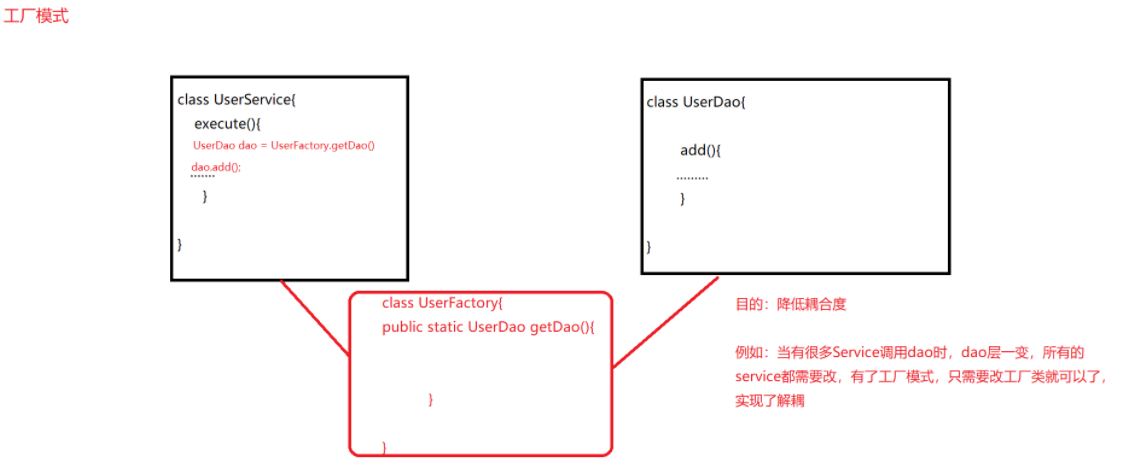 工厂模式
class UserService{
execute(){
UserDao dao = UserFactory.getDao()
dao.add();
.......
}
}
class UserDao{
add(){
.........
}
}
class UserFactory{
public static UserDao getDao(){
}
}
目的：降低耦合度
例如：当有很多Service调用dao时，dao层一变，所有的
service都需要改，有了工厂模式，只需要改工厂类就可以了，
实现了解耦